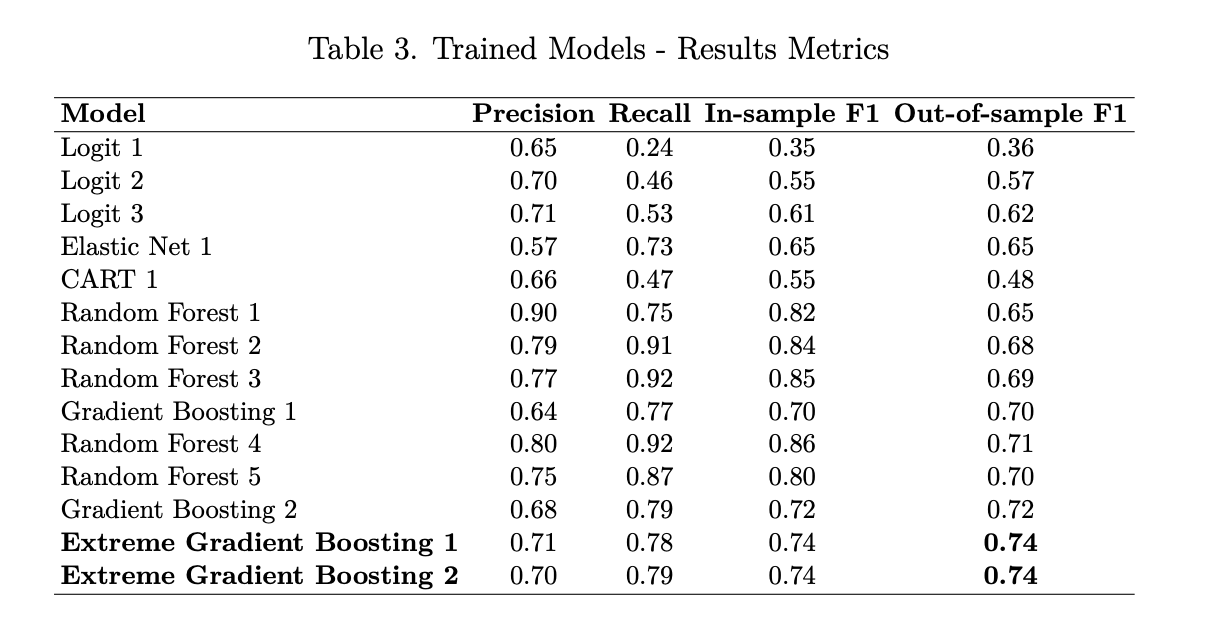 Table 3. Trained Models - Results Metrics
Model Precision Recall In-sample F1 Out-of-sample F1
Logit 1 0.65 0.24 0.35 0.36
Logit 2 0.70 0.46 0.55 0.57
Logit 3 0.71 0.53 0.61 0.62
Elastic Net 1 0.57 0.73 0.65 0.65
CART 1 0.66 0.47 0.55 0.48
Random Forest 1 0.90 0.75 0.82 0.65
Random Forest 2 0.79 0.91 0.84 0.68
Random Forest 3 0.77 0.92 0.85 0.69
Gradient Boosting 1 0.64 0.77 0.70 0.70
Random Forest 4 0.80 0.92 0.86 0.71
Random Forest 5 0.75 0.87 0.80 0.70
Gradient Boosting 2 0.68 0.79 0.72 0.72
Extreme Gradient Boosting 1 0.71 0.78 0.74 0.74
Extreme Gradient Boosting 2 0.70 0.79 0.74 0.74